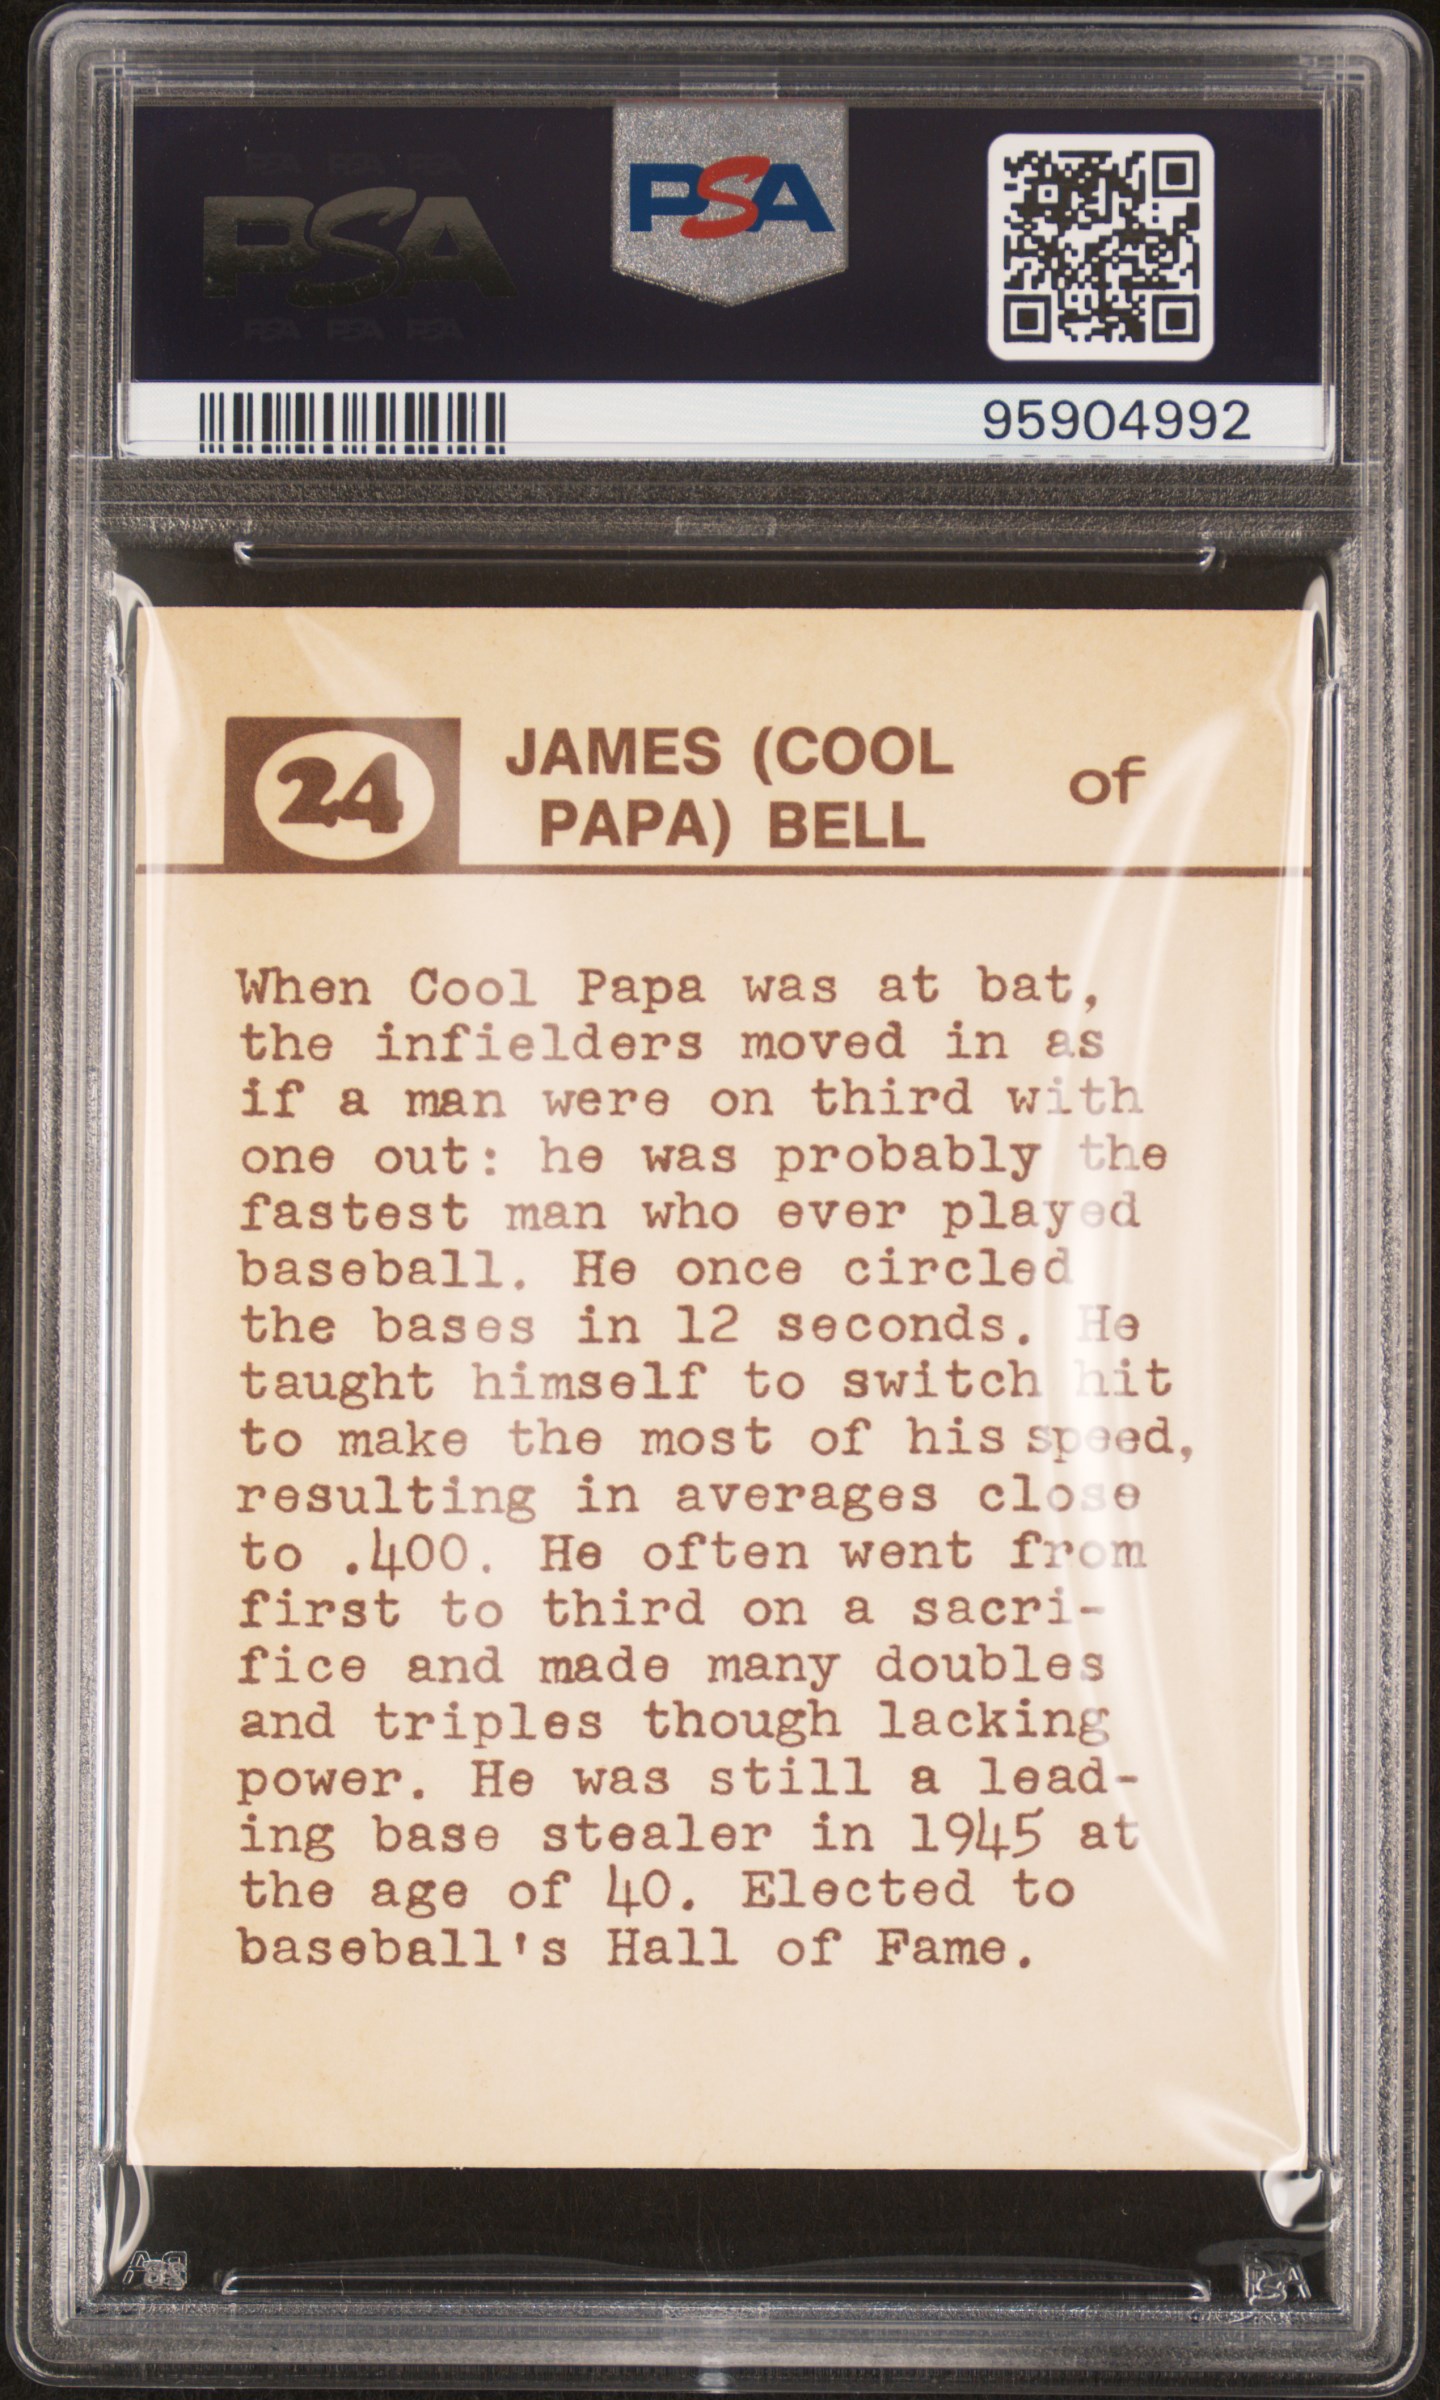 PSA
PSA
95904992
24
JAMES (COOL
PAPA) BELL
of
When Cool Papa was at bat,
the infielders moved in as
if a man were on third with
one out: he was probably the
fastest man who ever played
baseball. He once circled
the bases in 12 seconds. He
taught himself to switch hit
to make the most of his speed,
resulting in averages close
to .400. He often went from
first to third on a sacri-
fice and made many doubles
and triples though lacking
power. He was still a lead-
ing base stealer in 1945 at
the age of 40. Elected to
baseball's Hall of Fame.
PSA